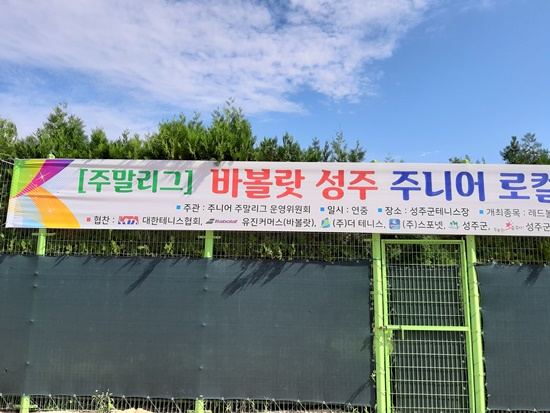 [주말리그] 바볼랏 성주 주니어 로컬
▪ 주관 : 주니어 주말리그 운영위원회 ▪ 일시 : 연중 ▪ 장소 : 성주군테니스장 ▪ 개최종목 : 레드
▪ 협찬 : KTA 대한테니스협회, Babolat 유진커머스(바볼랏), (주)더 테니스, (주)스포넷, 성주군, 성주군